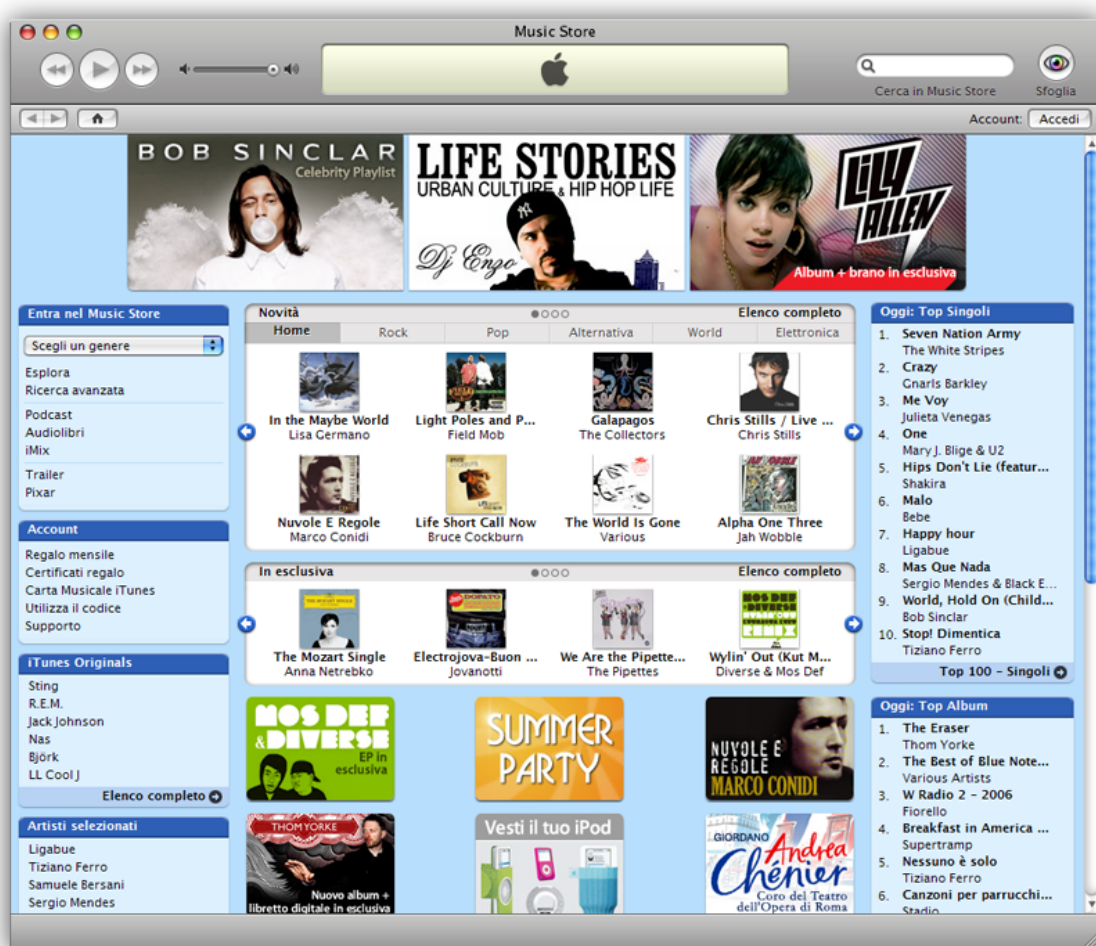 Music Store
Cerca in Music Store
Sfoglia
Account:
Accedi
BOB SINCLAR
Celebrity Playlist
LIFE STORIES
URBAN CULTURE & HIP HOP LIFE
Dj Enzo
LILY
ALLEN
Album + brano in esclusiva
Entra nel Music Store
Scegli un genere
Esplora
Ricerca avanzata
Podcast
Audiolibri
iMix
Trailer
Pixar
Account
Regalo mensile
Certificati regalo
Carta Musicale iTunes
Utilizza il codice
Supporto
iTunes Originals
Sting
R.E.M.
Jack Johnson
Nas
Björk
LL Cool J
Elenco completo
Artisti selezionati
Ligabue
Tiziano Ferro
Samuele Bersani
Sergio Mendes
Novità
Elenco completo
Home
Rock
Pop
Alternativa
World
Elettronica
In the Maybe World
Lisa Germano
Light Poles and P...
Field Mob
Galapagos
The Collectors
Chris Stills / Live ...
Chris Stills
Nuvole E Regole
Marco Conidi
Life Short Call Now
Bruce Cockburn
The World Is Gone
Various
Alpha One Three
Jah Wobble
In esclusiva
Elenco completo
The Mozart Single
Anna Netrebko
Electrojova-Buon ...
Jovanotti
We Are the Pipette...
The Pipettes
Wylin' Out (Kut M...
Diverse & Mos Def
MOS DEF
& DIVERSE
EP in
esclusiva
SUMMER
PARTY
NUVOLE E
REGOLE
MARCO CONIDI
THOM YORKE
Nuovo album +
libretto digitale in esclusiva
Vesti il tuo iPod
GIORDANO
Andrea
Chénier
Coro del Teatro
dell'Opera di Roma
Oggi: Top Singoli
1. Seven Nation Army
The White Stripes
2. Crazy
Gnarls Barkley
3. Me Voy
Julieta Venegas
4. One
Mary J. Blige & U2
5. Hips Don't Lie (featur...
Shakira
6. Malo
Bebe
7. Happy hour
Ligabue
8. Mas Que Nada
Sergio Mendes & Black E...
9. World, Hold On (Child...
Bob Sinclar
10. Stop! Dimentica
Tiziano Ferro
Top 100 - Singoli
Oggi: Top Album
1. The Eraser
Thom Yorke
2. The Best of Blue Note...
Various Artists
3. W Radio 2 - 2006
Fiorello
4. Breakfast in America ...
Supertramp
5. Nessuno è solo
Tiziano Ferro
6. Canzoni per parrucchi...
Stadio